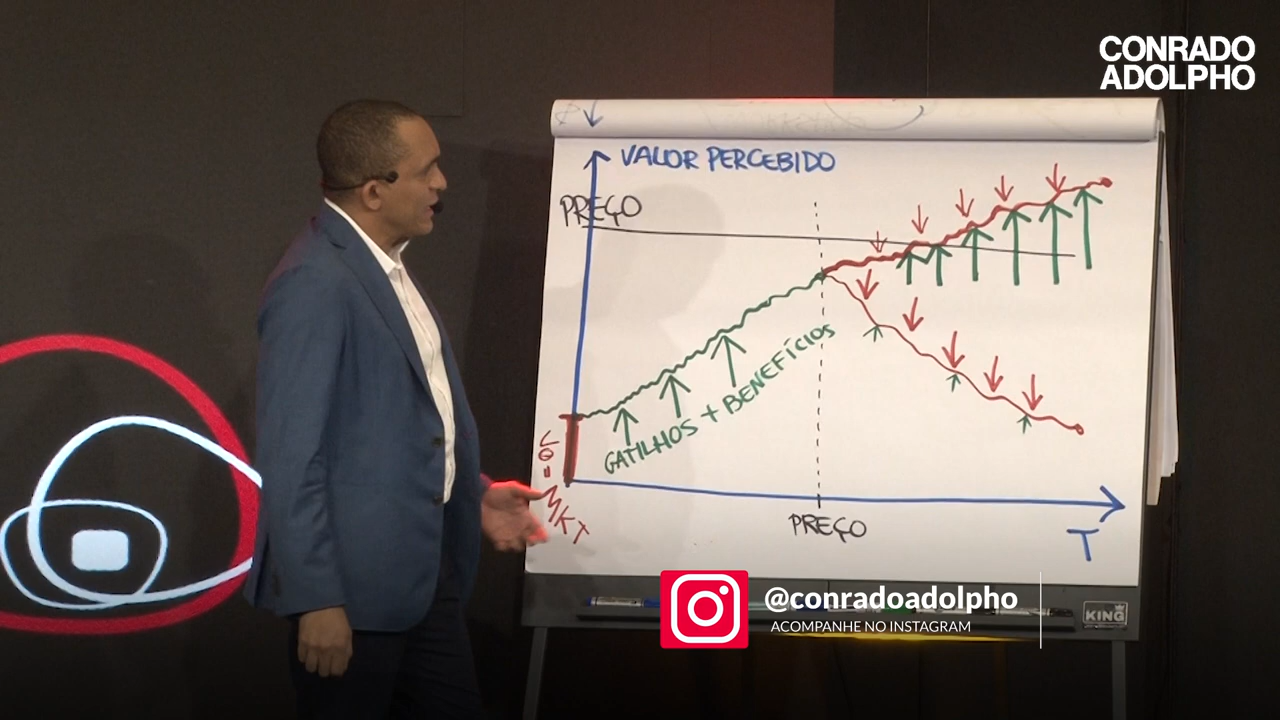 CONRADO
ADOLPHO
VALOR PERCEBIDO
PREÇO
GATILHOS + BENEFÍCIOS
MKT
PREÇO
T
@conradoadolpho
ACOMPANHE NO INSTAGRAM
KING